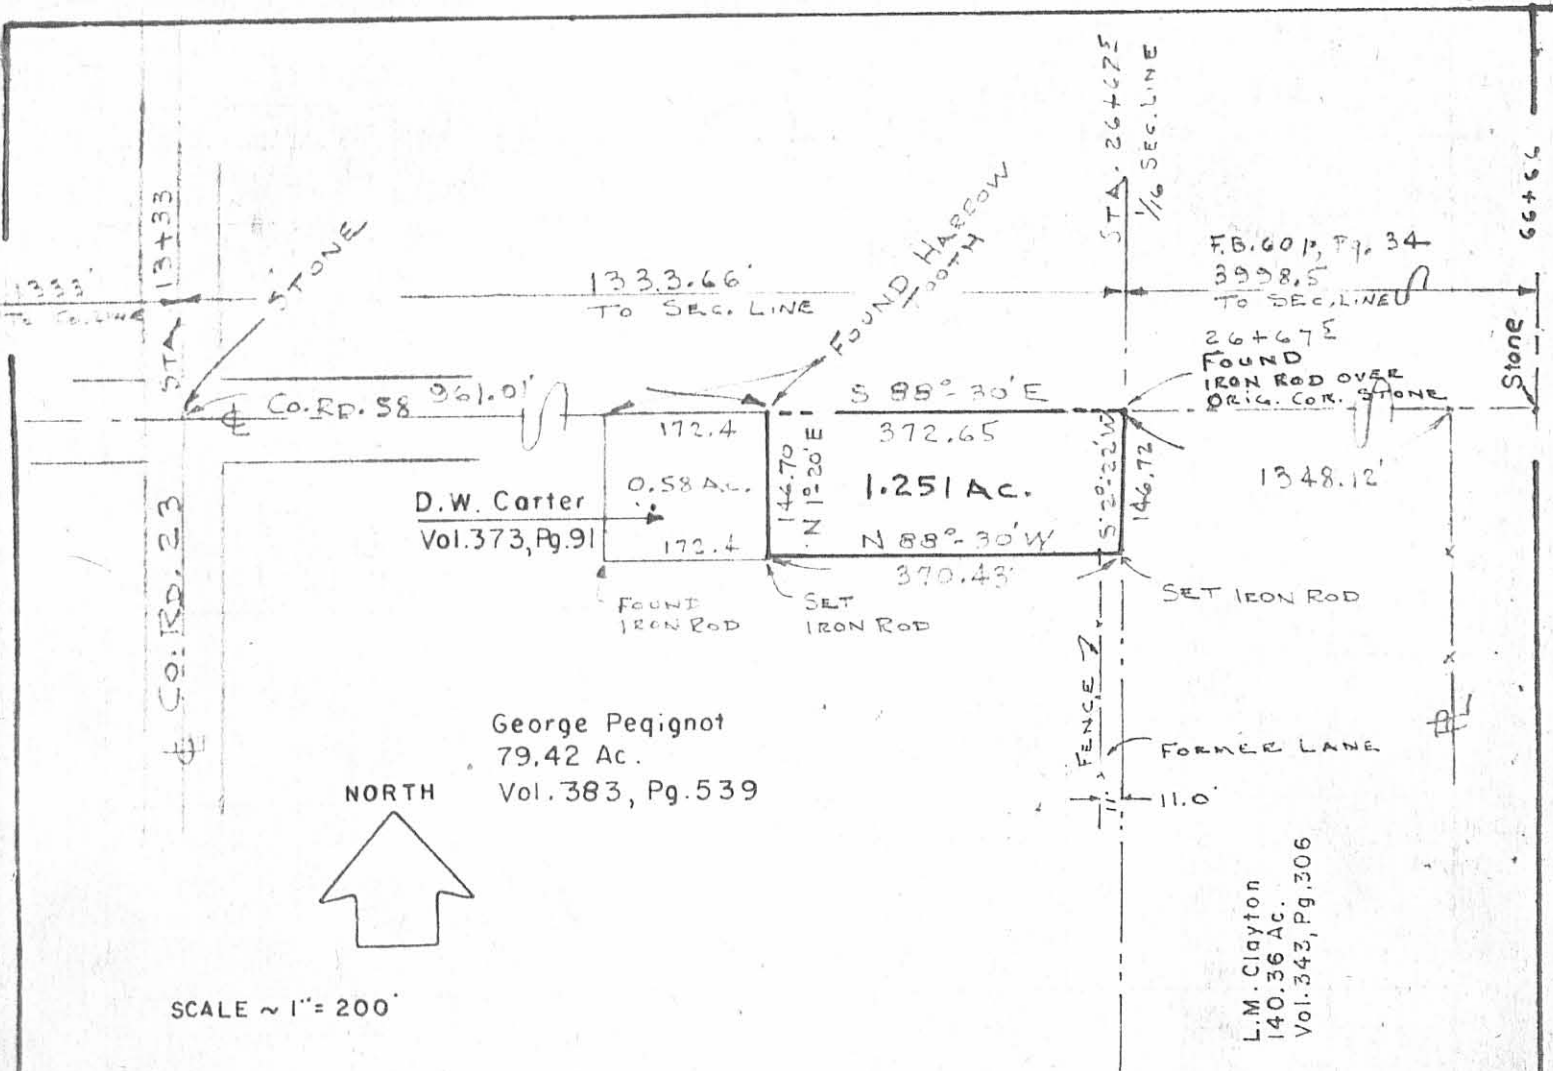 STA. 13+33
STONE
1333'
TO CO. LINE
1333.66'
TO SEC. LINE
FOUND HARROW
TOOTH
STA. 26+675
1/16 SEC. LINE
F.B. 601, Pg. 34
3998.5
TO SEC. LINE
66+66
Stone
26+675
FOUND
IRON ROD OVER
ORIG. COR. STONE
CO. RD. 58
961.01'
S 88°-30'E
172.4
372.65
0.58 AC.
146.70
N 1°-20'E
1.251 AC.
S 2°-22'W
146.72
1348.12'
D.W. Carter
Vol.373, Pg.91
172.4
N 88°-30'W
370.43'
FOUND
IRON ROD
SET
IRON ROD
SET IRON ROD
CO. RD. 23
George Peqignot
79.42 Ac.
Vol. 383, Pg. 539
FENCE
FORMER LANE
11.0'
PL
NORTH
L.M. Clayton
140.36 Ac.
Vol. 343, Pg. 306
SCALE ~ 1"= 200'